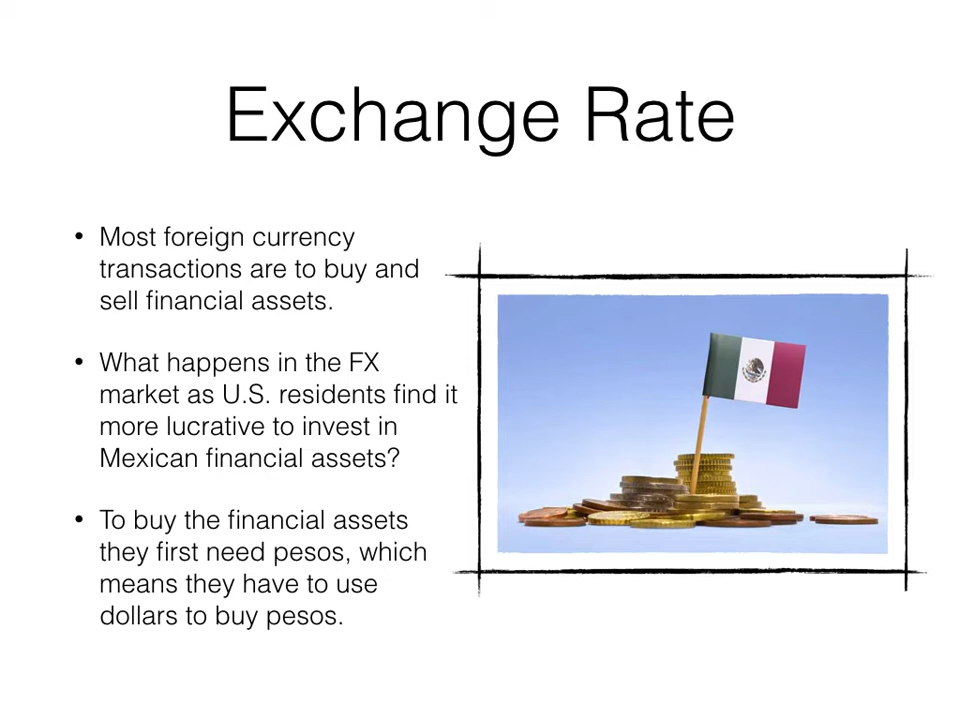 Exchange Rate
• Most foreign currency
transactions are to buy and
sell financial assets.
• What happens in the FX
market as U.S. residents find it
more lucrative to invest in
Mexican financial assets?
• To buy the financial assets
they first need pesos, which
means they have to use
dollars to buy pesos.